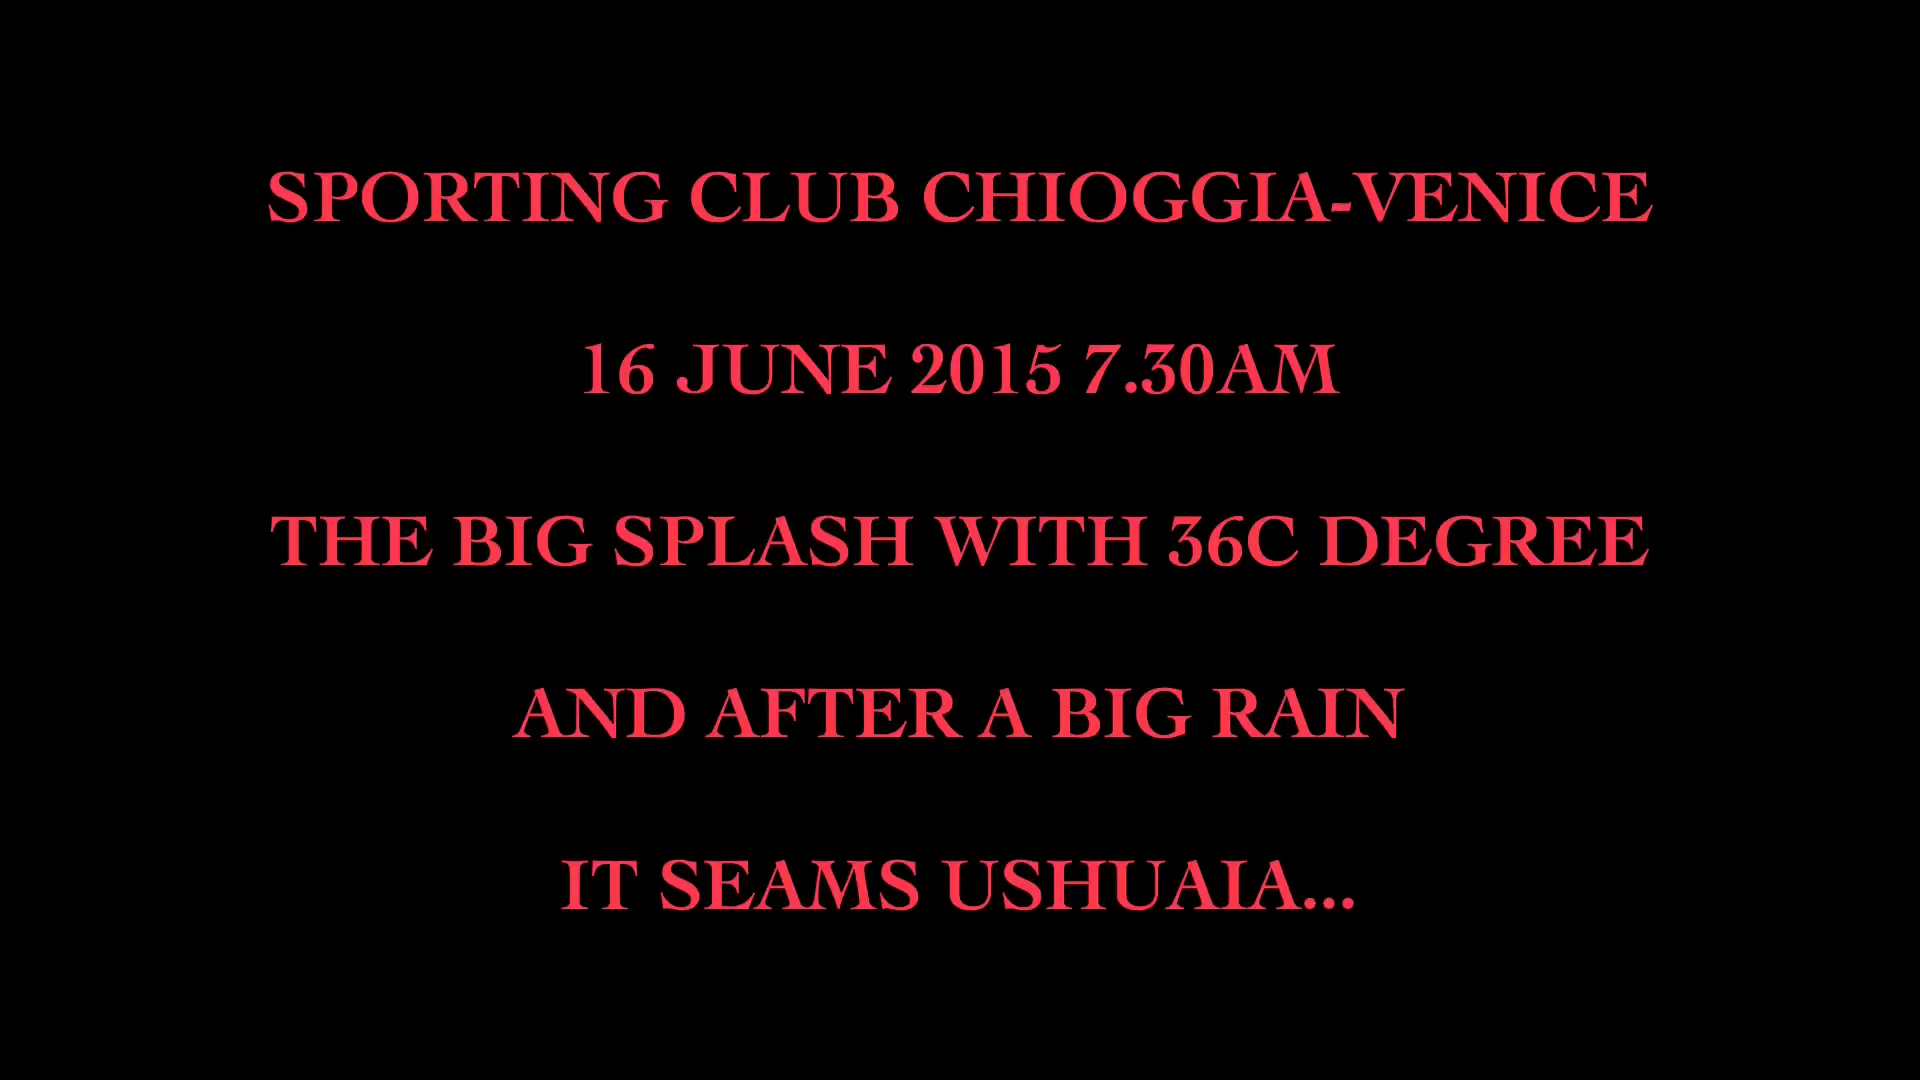 SPORTING CLUB CHIOGGIA-VENICE
16 JUNE 2015 7.30AM
THE BIG SPLASH WITH 36C DEGREE
AND AFTER A BIG RAIN
IT SEAMS USHUAIA...